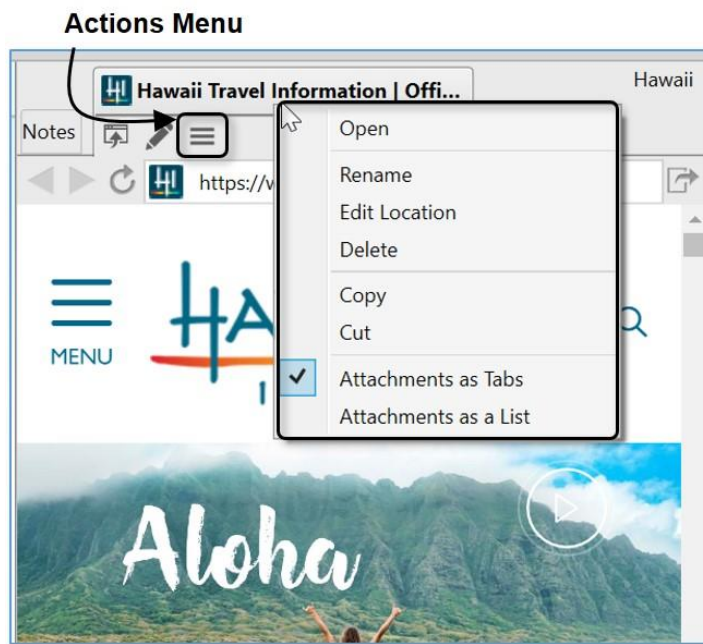 Actions Menu
Hawaii Travel Information | Offi...
Hawaii
Notes
https://w
Open
Rename
Edit Location
Delete
Copy
Cut
Attachments as Tabs
Attachments as a List
MENU
HA
I
Aloha